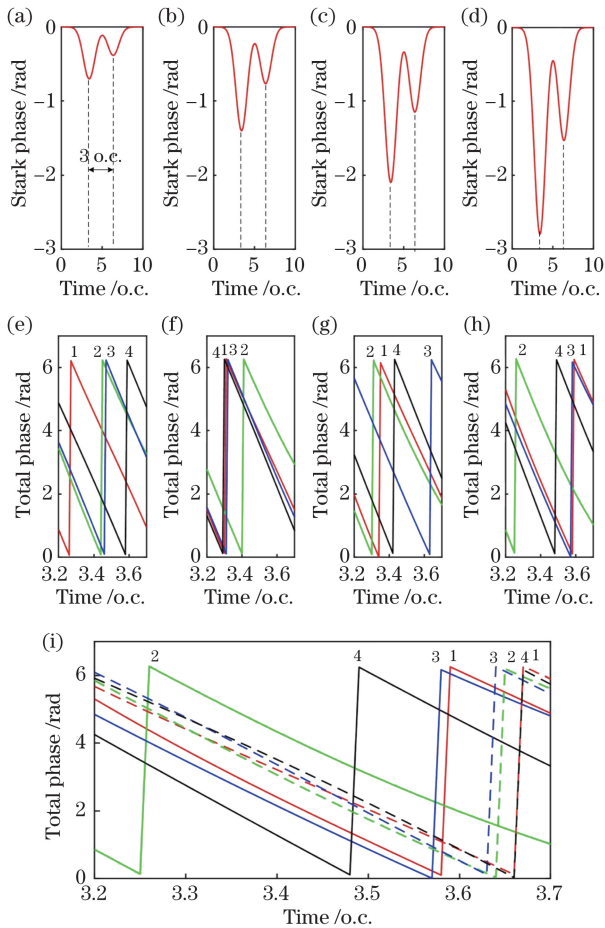 (a) (b) (c) (d)
Stark phase /rad Stark phase /rad Stark phase /rad Stark phase /rad
0 0 0 0
−1 −1 −1 −1
3 o.c.
−2 −2 −2 −2
−3 −3 −3 −3
0 5 10 0 5 10 0 5 10 0 5 10
Time /o.c. Time /o.c. Time /o.c. Time /o.c.
(e) (f) (g) (h)
1 2 3 4 4 1 3 2 2 1 4 3 2 4 3 1
Total phase /rad Total phase /rad Total phase /rad Total phase /rad
6 6 6 6
4 4 4 4
2 2 2 2
0 0 0 0
3.2 3.4 3.6 3.2 3.4 3.6 3.2 3.4 3.6 3.2 3.4 3.6
Time /o.c. Time /o.c. Time /o.c. Time /o.c.
(i)
2 4 3 1 3 2 4 1
Total phase /rad
6
4
2
0
3.2 3.3 3.4 3.5 3.6 3.7
Time /o.c.